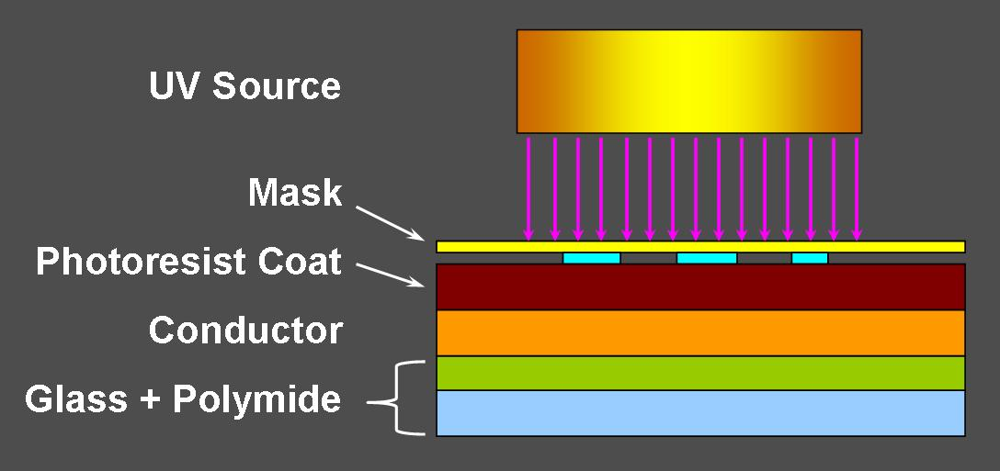 UV Source
Mask
Photoresist Coat
Conductor
Glass + Polymide